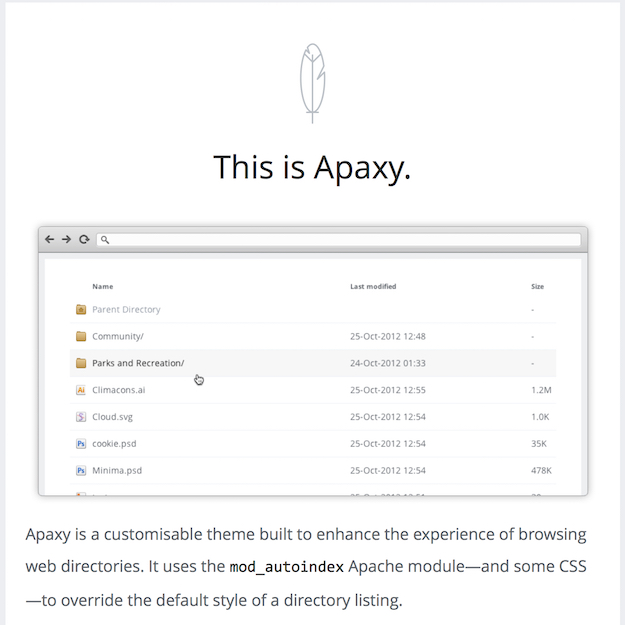 This is Apaxy.
Name Last modified Size
Parent Directory -
Community/ 25-Oct-2012 12:48 -
Parks and Recreation/ 24-Oct-2012 01:33 -
Ai Climacons.ai 25-Oct-2012 12:55 1.2M
S Cloud.svg 25-Oct-2012 12:54 1.0K
Ps cookie.psd 25-Oct-2012 12:54 35K
Ps Minima.psd 25-Oct-2012 12:54 478K
Apaxy is a customisable theme built to enhance the experience of browsing
web directories. It uses the mod_autoindex Apache module—and some CSS
—to override the default style of a directory listing.